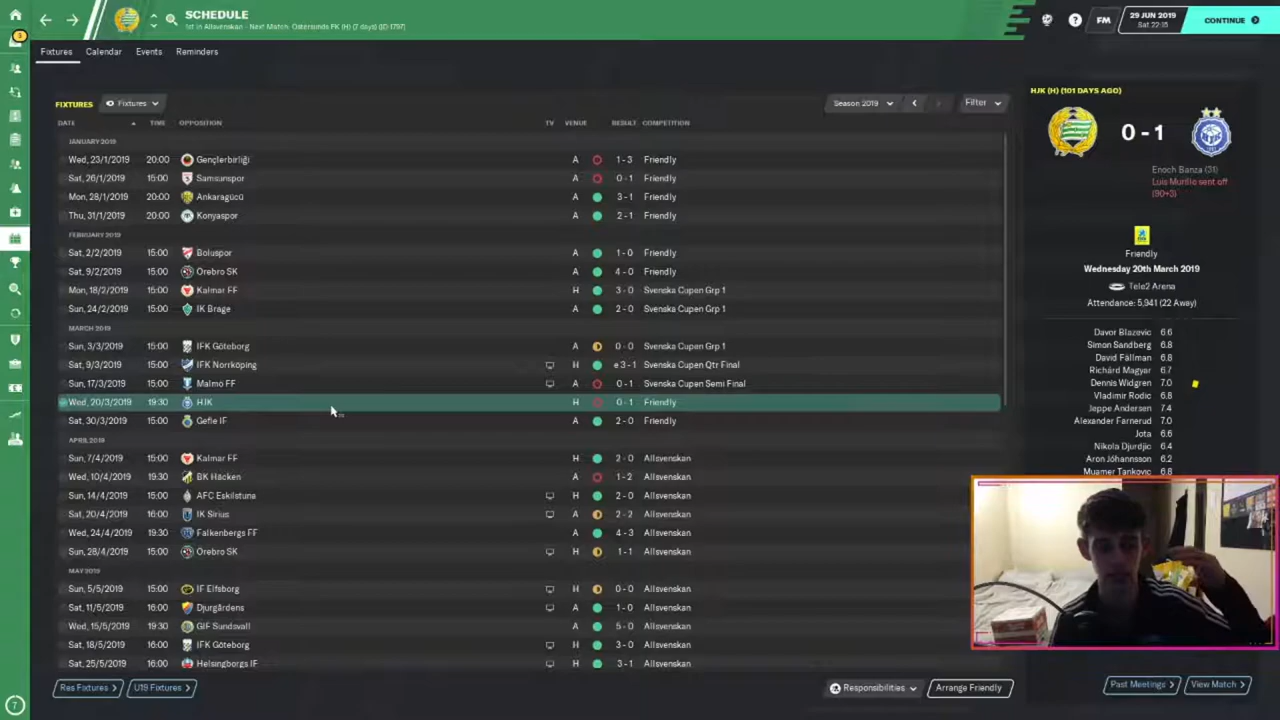 SCHEDULE
1st in Allsvenskan - Next Match: Östersunds FK (H) (7 days) (ID:1797)
FM
29 JUN 2019
Sat 22:15
CONTINUE
3
Fixtures Calendar Events Reminders
FIXTURES Fixtures Season 2019 Filter
DATE TIME OPPOSITION TV VENUE RESULT COMPETITION
JANUARY 2019
Wed, 23/1/2019 20:00 Gençlerbirliği A 1 - 3 Friendly
Sat, 26/1/2019 15:00 Samsunspor A 0 - 1 Friendly
Mon, 28/1/2019 20:00 Ankaragücü A 3 - 1 Friendly
Thu, 31/1/2019 20:00 Konyaspor A 2 - 1 Friendly
FEBRUARY 2019
Sat, 2/2/2019 15:00 Boluspor A 1 - 0 Friendly
Sat, 9/2/2019 15:00 Örebro SK A 4 - 0 Friendly
Mon, 18/2/2019 15:00 Kalmar FF H 3 - 0 Svenska Cupen Grp 1
Sun, 24/2/2019 15:00 IK Brage A 2 - 0 Svenska Cupen Grp 1
MARCH 2019
Sun, 3/3/2019 15:00 IFK Göteborg A 0 - 0 Svenska Cupen Grp 1
Sat, 9/3/2019 15:00 IFK Norrköping H e 3 - 1 Svenska Cupen Qtr Final
Sun, 17/3/2019 15:00 Malmö FF A 0 - 1 Svenska Cupen Semi Final
Wed, 20/3/2019 19:30 HJK H 0 - 1 Friendly
Sat, 30/3/2019 15:00 Gefle IF A 2 - 0 Friendly
APRIL 2019
Sun, 7/4/2019 15:00 Kalmar FF H 2 - 0 Allsvenskan
Wed, 10/4/2019 19:30 BK Häcken A 1 - 2 Allsvenskan
Sun, 14/4/2019 15:00 AFC Eskilstuna H 2 - 0 Allsvenskan
Sat, 20/4/2019 16:00 IK Sirius A 2 - 2 Allsvenskan
Wed, 24/4/2019 19:30 Falkenbergs FF A 4 - 3 Allsvenskan
Sun, 28/4/2019 15:00 Örebro SK H 1 - 1 Allsvenskan
MAY 2019
Sun, 5/5/2019 15:00 IF Elfsborg H 0 - 0 Allsvenskan
Sat, 11/5/2019 16:00 Djurgårdens A 1 - 0 Allsvenskan
Wed, 15/5/2019 19:30 GIF Sundsvall A 5 - 0 Allsvenskan
Sat, 18/5/2019 16:00 IFK Göteborg H 3 - 0 Allsvenskan
Sat, 25/5/2019 16:00 Helsingborgs IF H 3 - 1 Allsvenskan
Res Fixtures U19 Fixtures Responsibilities Arrange Friendly
7
HJK (H) (101 DAYS AGO)
0 - 1
Enoch Banza (31)
Luis Murillo sent off
(90+3)
Friendly
Wednesday 20th March 2019
Tele2 Arena
Attendance: 5,941 (22 Away)
Davor Blazevic 6.6
Simon Sandberg 6.8
David Fällman 6.8
Richárd Magyar 6.7
Dennis Widgren 7.0
Vladimir Rodic 6.8
Jeppe Andersen 7.4
Alexander Farnerud 7.0
Jota 6.6
Nikola Djurdjic 6.4
Aron Jóhannsson 6.2
Muamer Tankovic 6.8
Past Meetings View Match